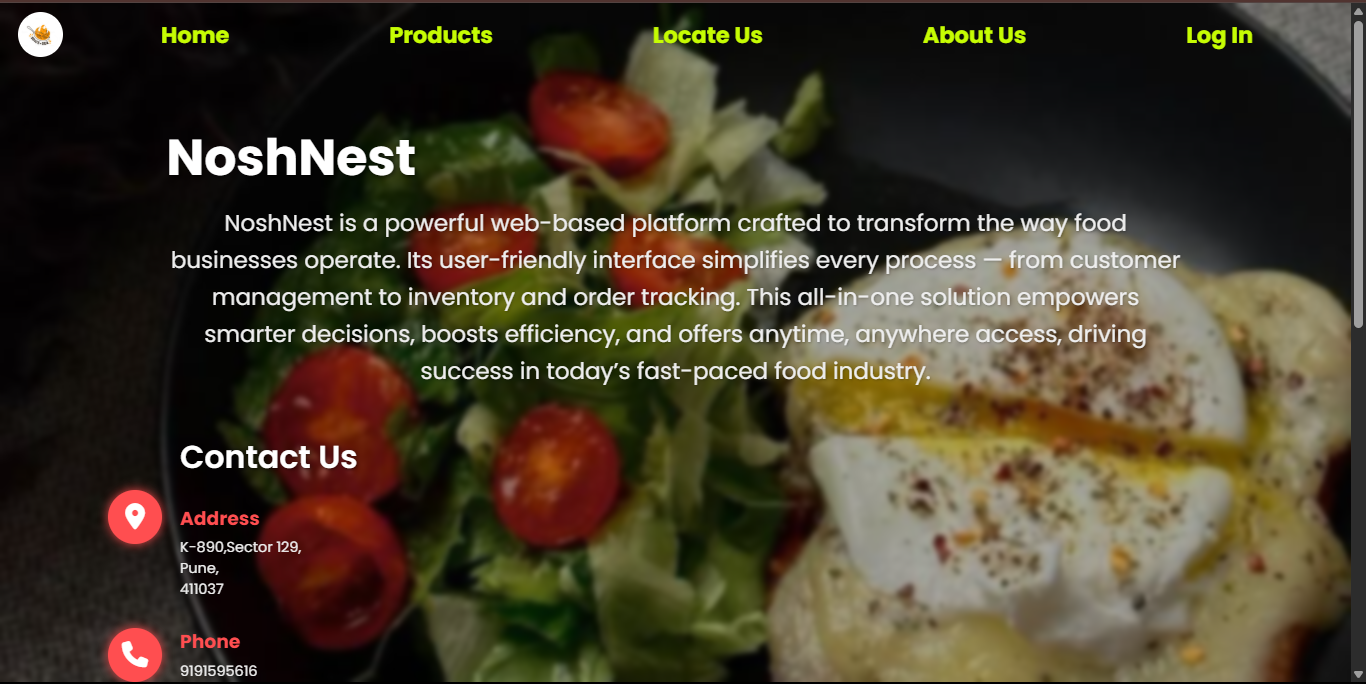 Home Products Locate Us About Us Log In
NoshNest
NoshNest is a powerful web-based platform crafted to transform the way food
businesses operate. Its user-friendly interface simplifies every process — from customer
management to inventory and order tracking. This all-in-one solution empowers
smarter decisions, boosts efficiency, and offers anytime, anywhere access, driving
success in today’s fast-paced food industry.
Contact Us
Address
K-890,Sector 129,
Pune,
411037
Phone
9191595616